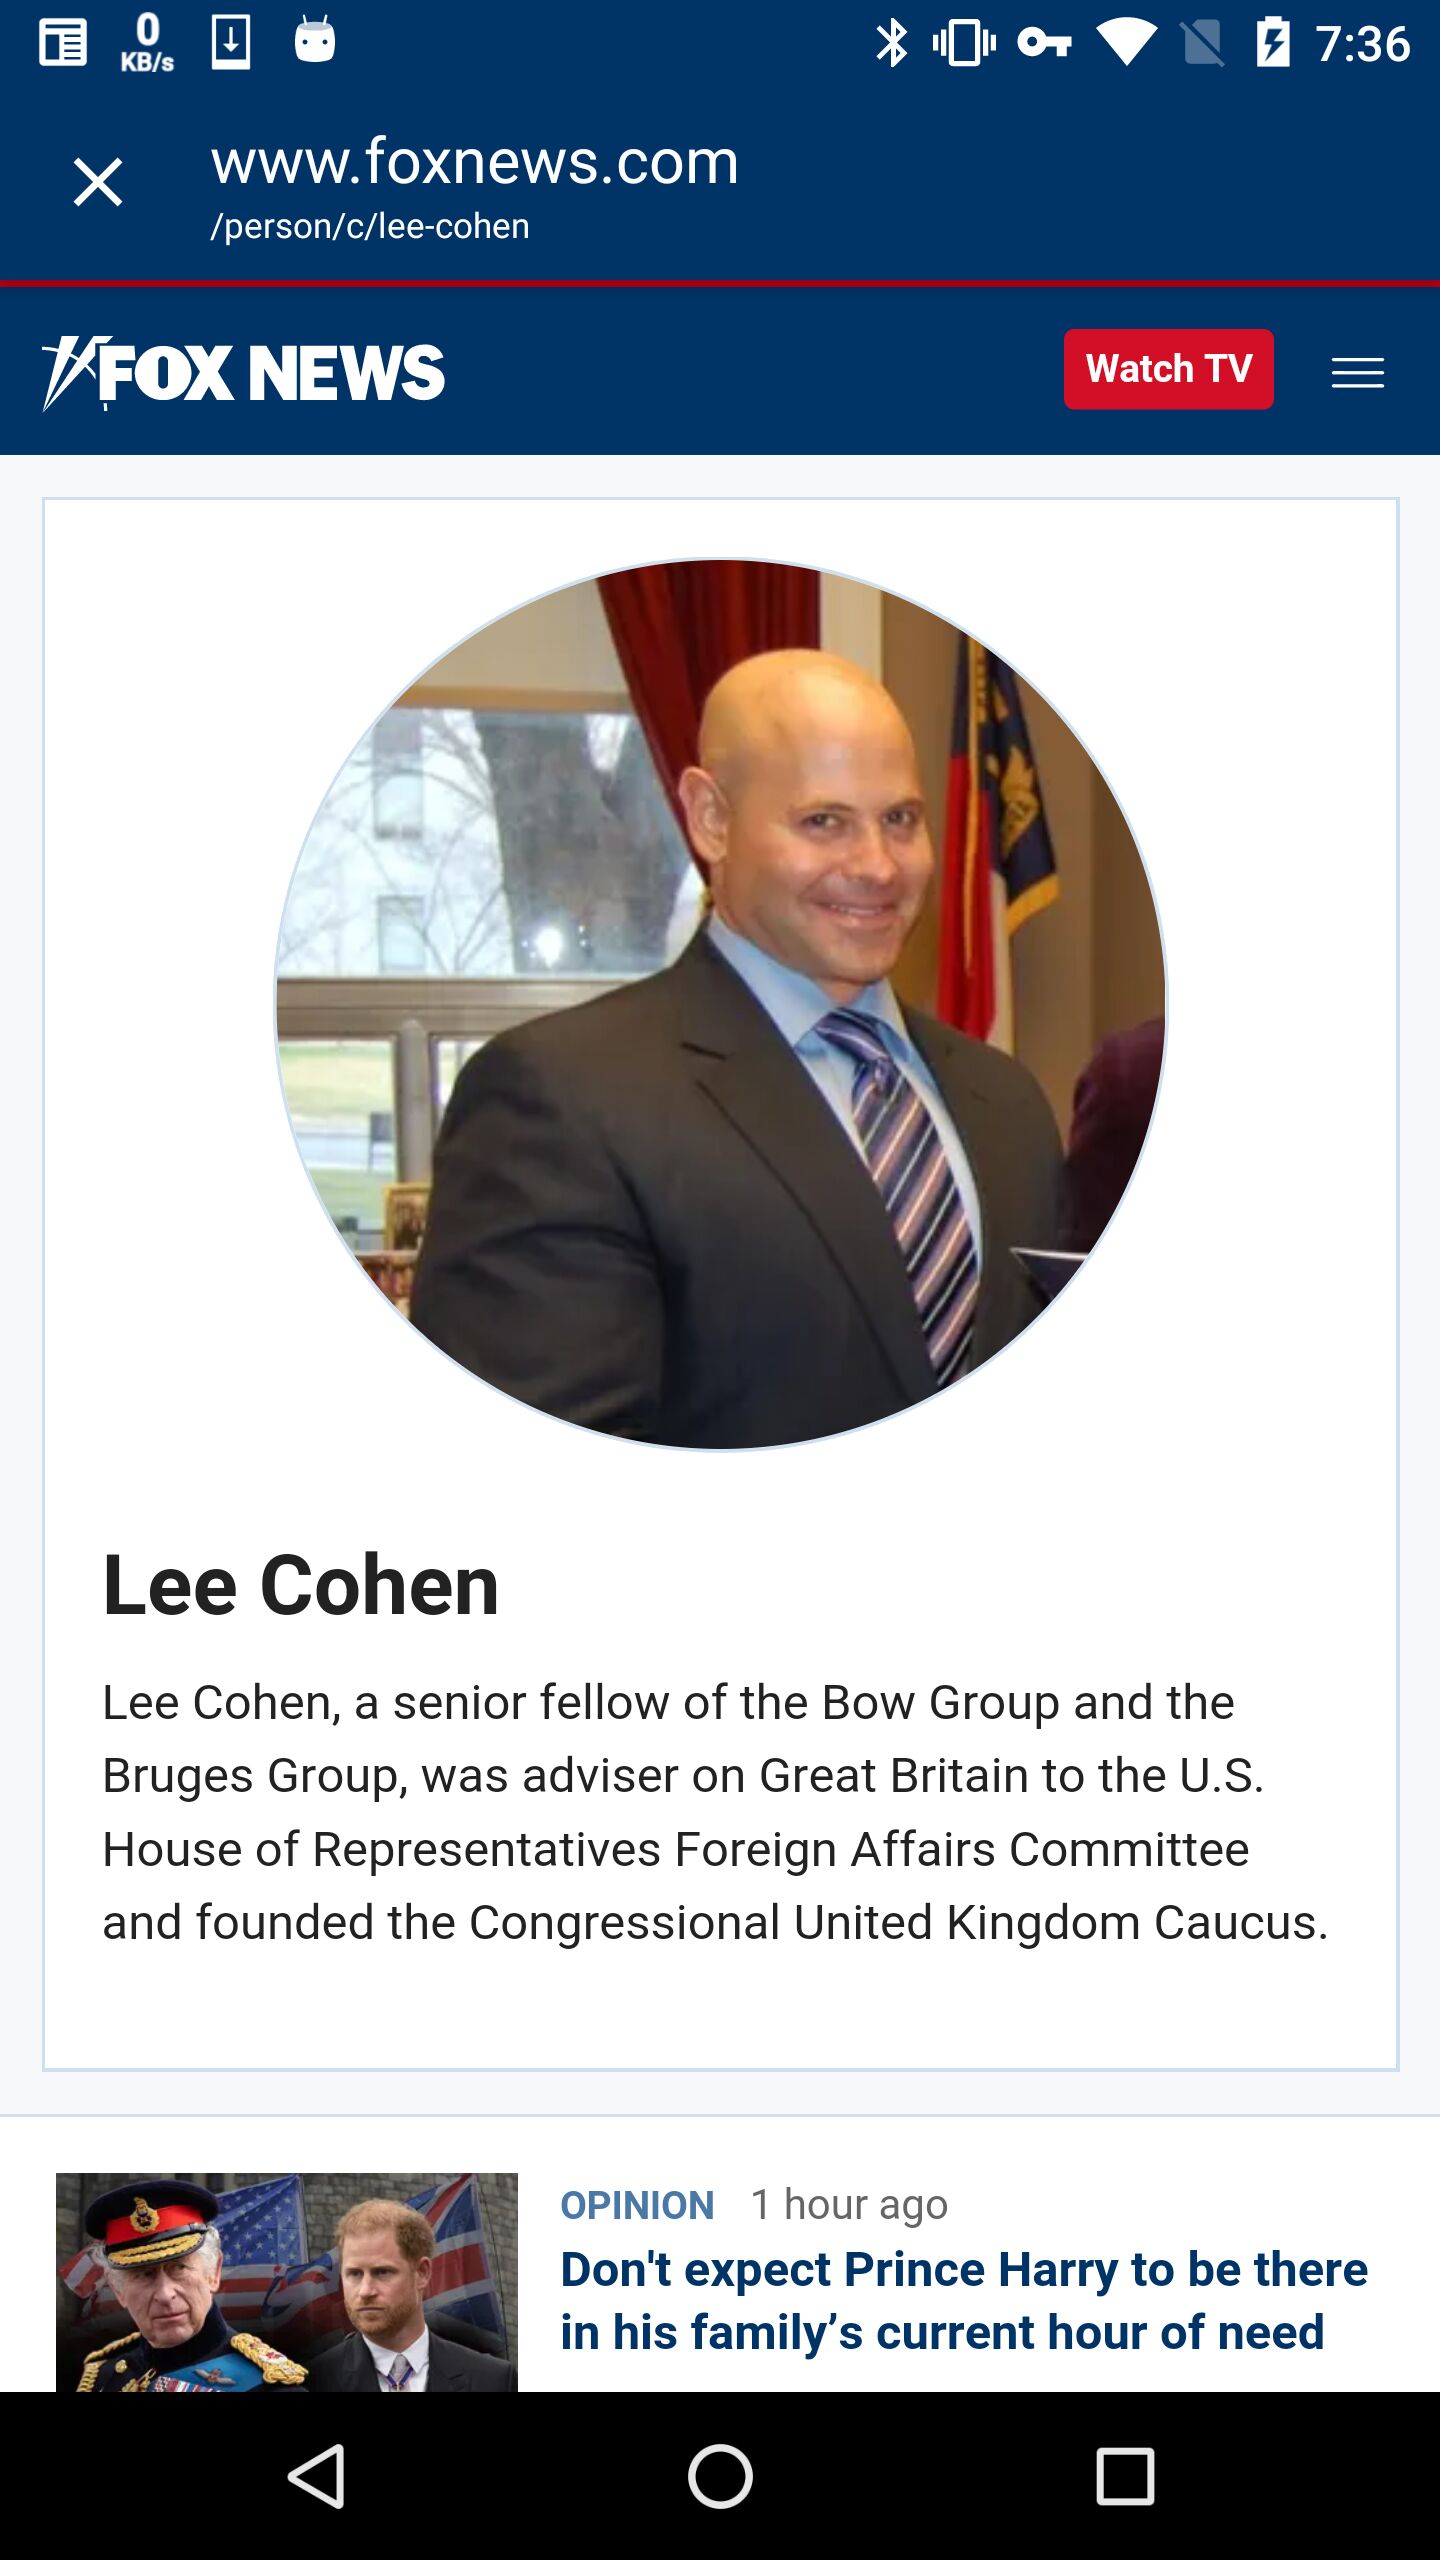 0
KB/s
7:36
www.foxnews.com
/person/c/lee-cohen
FOX NEWS
Watch TV
Lee Cohen
Lee Cohen, a senior fellow of the Bow Group and the
Bruges Group, was adviser on Great Britain to the U.S.
House of Representatives Foreign Affairs Committee
and founded the Congressional United Kingdom Caucus.
OPINION 1 hour ago
Don't expect Prince Harry to be there
in his family’s current hour of need